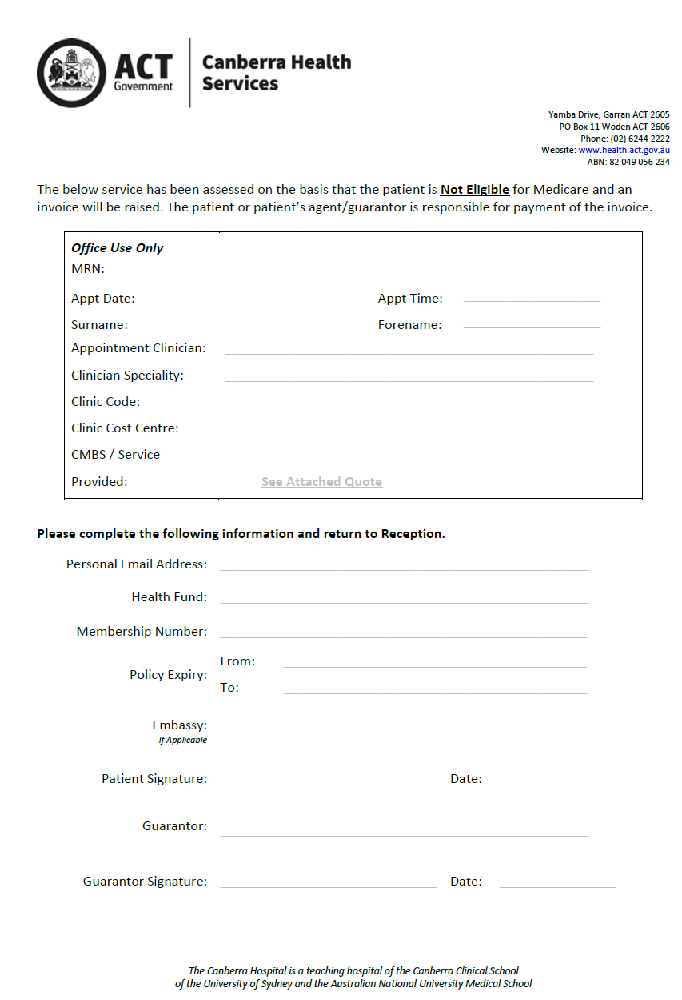 ACT
Government
Canberra Health
Services
Yamba Drive, Garran ACT 2605
PO Box 11 Woden ACT 2606
Phone: (02) 6244 2222
Website: www.health.act.gov.au
ABN: 82 049 056 234
The below service has been assessed on the basis that the patient is Not Eligible for Medicare and an
invoice will be raised. The patient or patient’s agent/guarantor is responsible for payment of the invoice.
Office Use Only
MRN:
Appt Date: Appt Time:
Surname: Forename:
Appointment Clinician:
Clinician Speciality:
Clinic Code:
Clinic Cost Centre:
CMBS / Service
Provided: See Attached Quote
Please complete the following information and return to Reception.
Personal Email Address:
Health Fund:
Membership Number:
From:
Policy Expiry:
To:
Embassy:
If Applicable
Patient Signature: Date:
Guarantor:
Guarantor Signature: Date:
The Canberra Hospital is a teaching hospital of the Canberra Clinical School
of the University of Sydney and the Australian National University Medical School